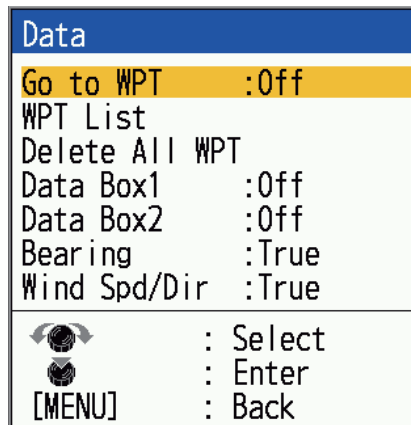 Data
Go to WPT :Off
WPT List
Delete All WPT
Data Box1 :Off
Data Box2 :Off
Bearing :True
Wind Spd/Dir :True
: Select
: Enter
[MENU] : Back